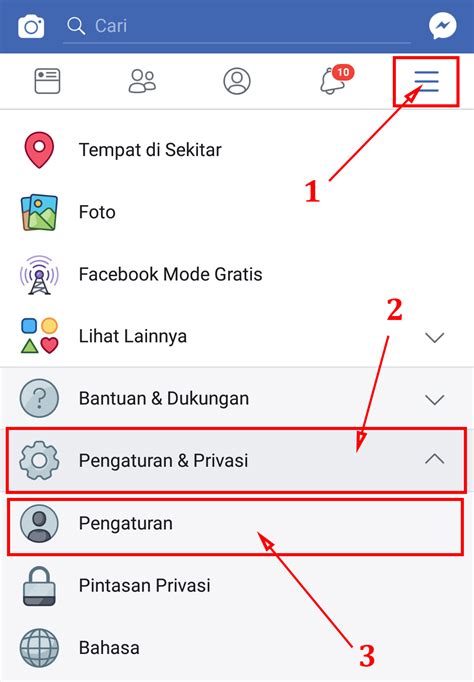 Cari
10
1
Tempat di Sekitar
Foto
Facebook Mode Gratis
2
Lihat Lainnya
Bantuan & Dukungan
Pengaturan & Privasi
Pengaturan
Pintasan Privasi
3
Bahasa